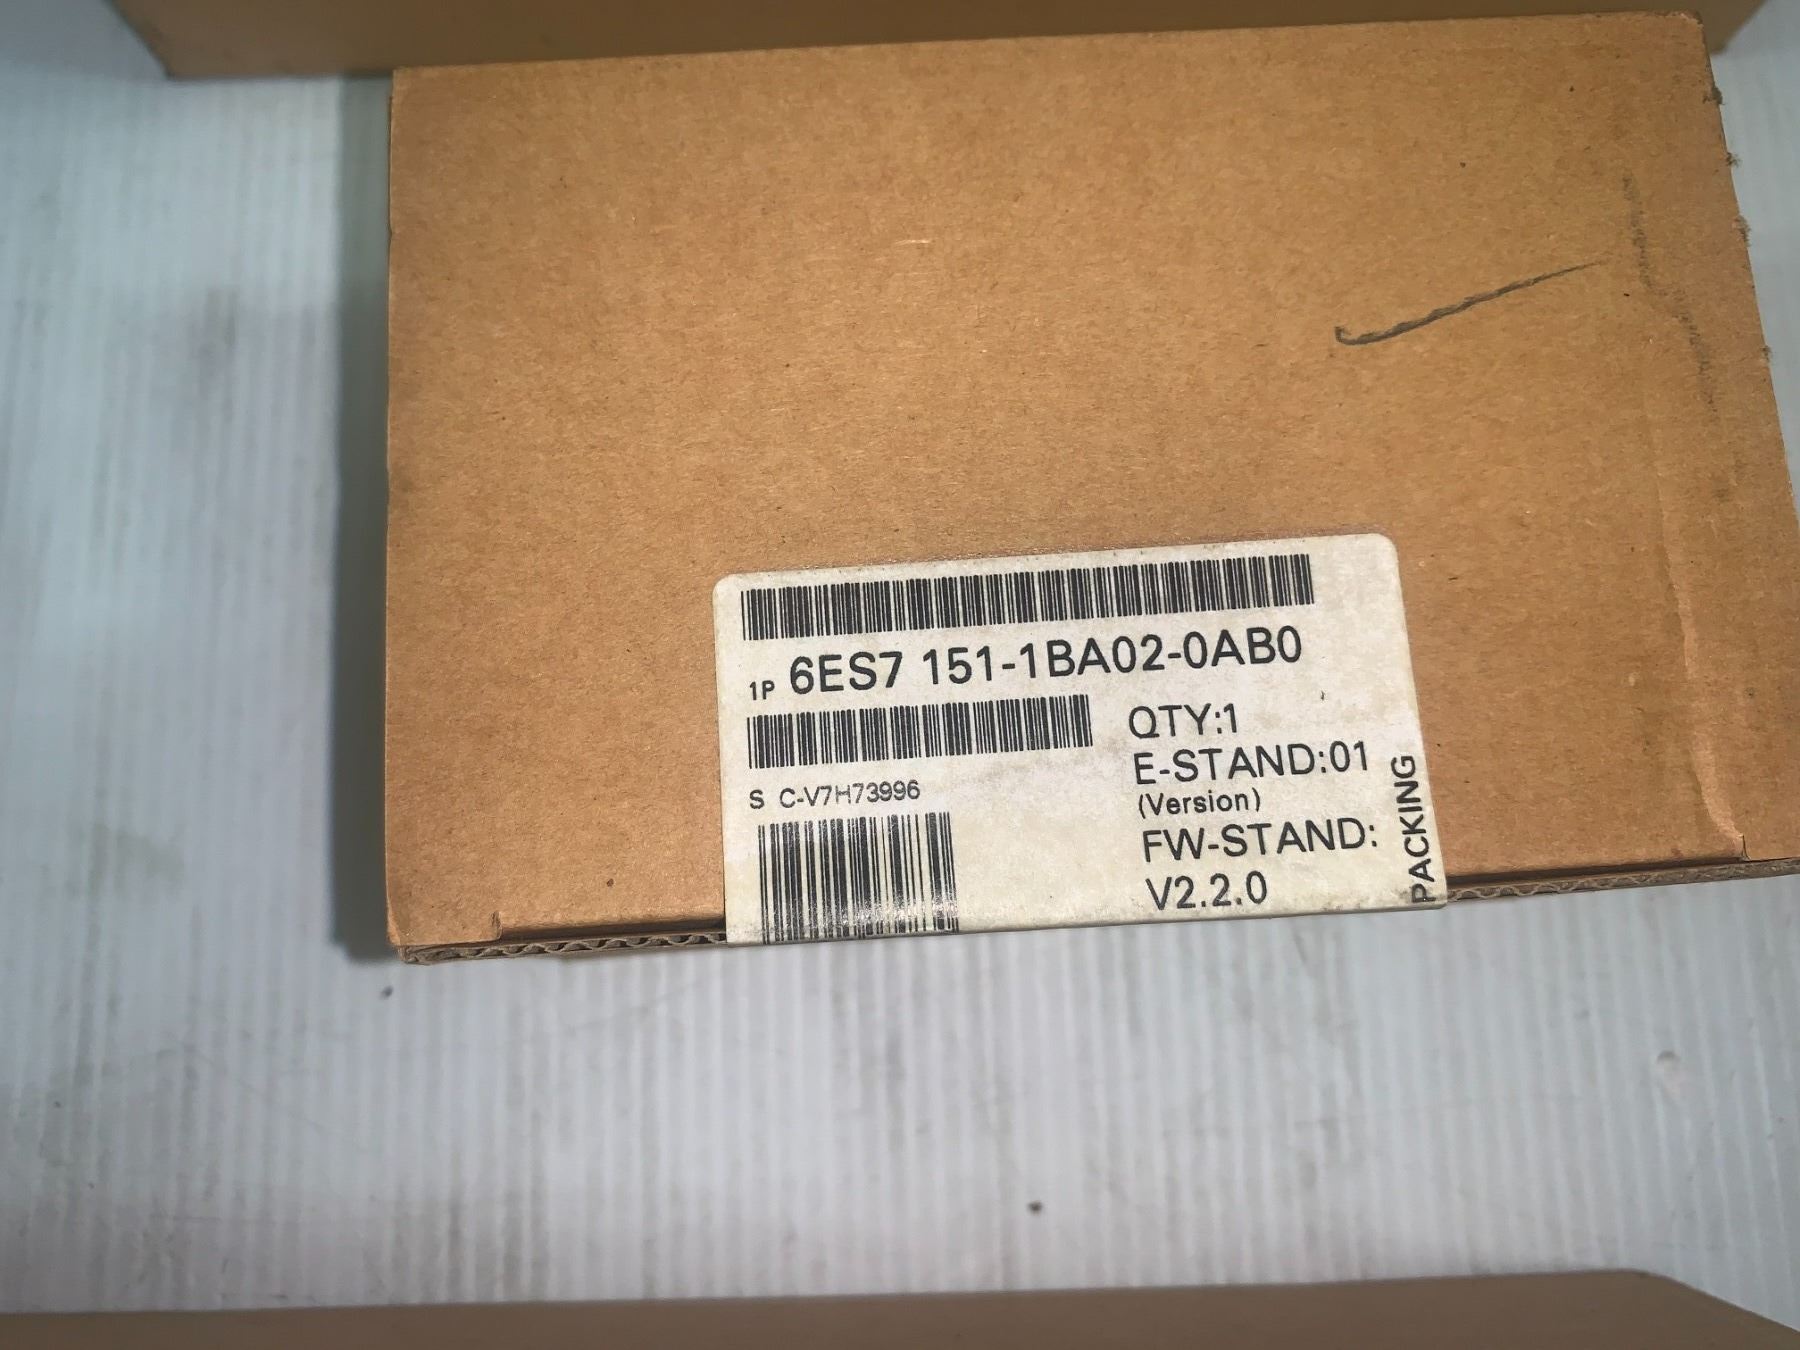 1P 6ES7 151-1BA02-0AB0
S C-V7H73996
QTY:1
E-STAND:01
(Version)
FW-STAND:
V2.2.0
PACKING